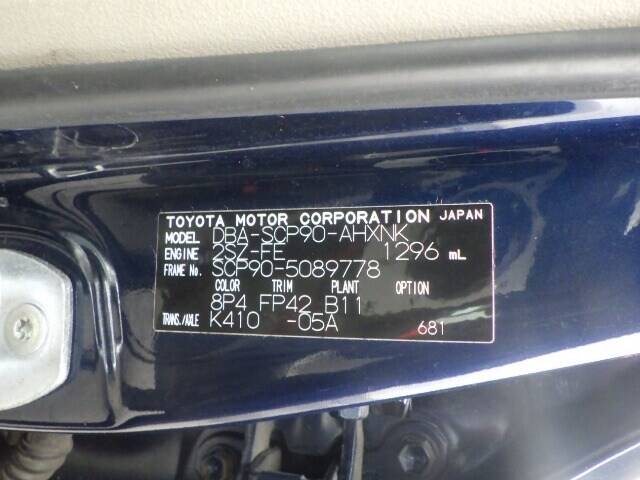 TOYOTA MOTOR CORPORATION JAPAN
MODEL DBA-SCP90-AHXNK
ENGINE 2SZ-FE 1296 mL
FRAME No. SCP90-5089778
COLOR TRIM PLANT OPTION
8P4 FP42 B11
TRANS./AXLE K410 -05A
681